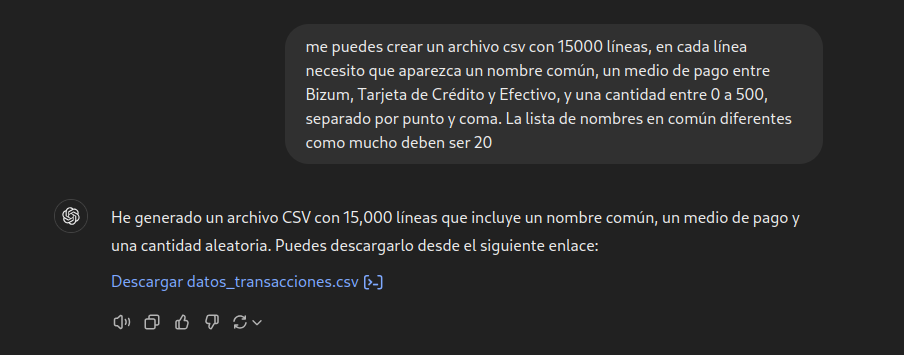 me puedes crear un archivo csv con 15000 líneas, en cada línea
necesito que aparezca un nombre común, un medio de pago entre
Bizum, Tarjeta de Crédito y Efectivo, y una cantidad entre 0 a 500,
separado por punto y coma. La lista de nombres en común diferentes
como mucho deben ser 20
He generado un archivo CSV con 15,000 líneas que incluye un nombre común, un medio de pago y
una cantidad aleatoria. Puedes descargarlo desde el siguiente enlace:
Descargar datos_transacciones.csv